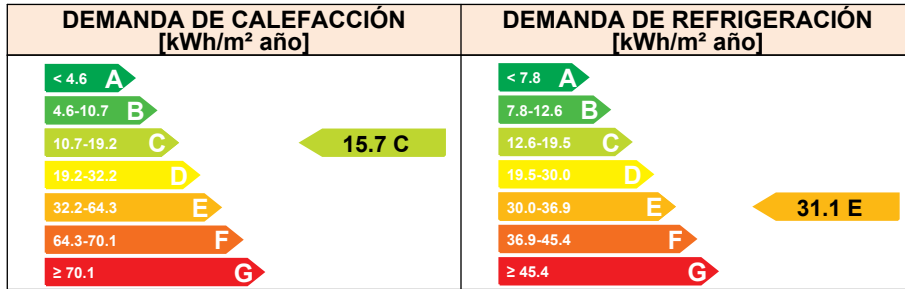 DEMANDA DE CALEFACCIÓN
[kWh/m² año]
< 4.6 A
4.6-10.7 B
10.7-19.2 C
15.7 C
19.2-32.2 D
32.2-64.3 E
64.3-70.1 F
≥ 70.1 G
DEMANDA DE REFRIGERACIÓN
[kWh/m² año]
< 7.8 A
7.8-12.6 B
12.6-19.5 C
19.5-30.0 D
30.0-36.9 E
31.1 E
36.9-45.4 F
≥ 45.4 G